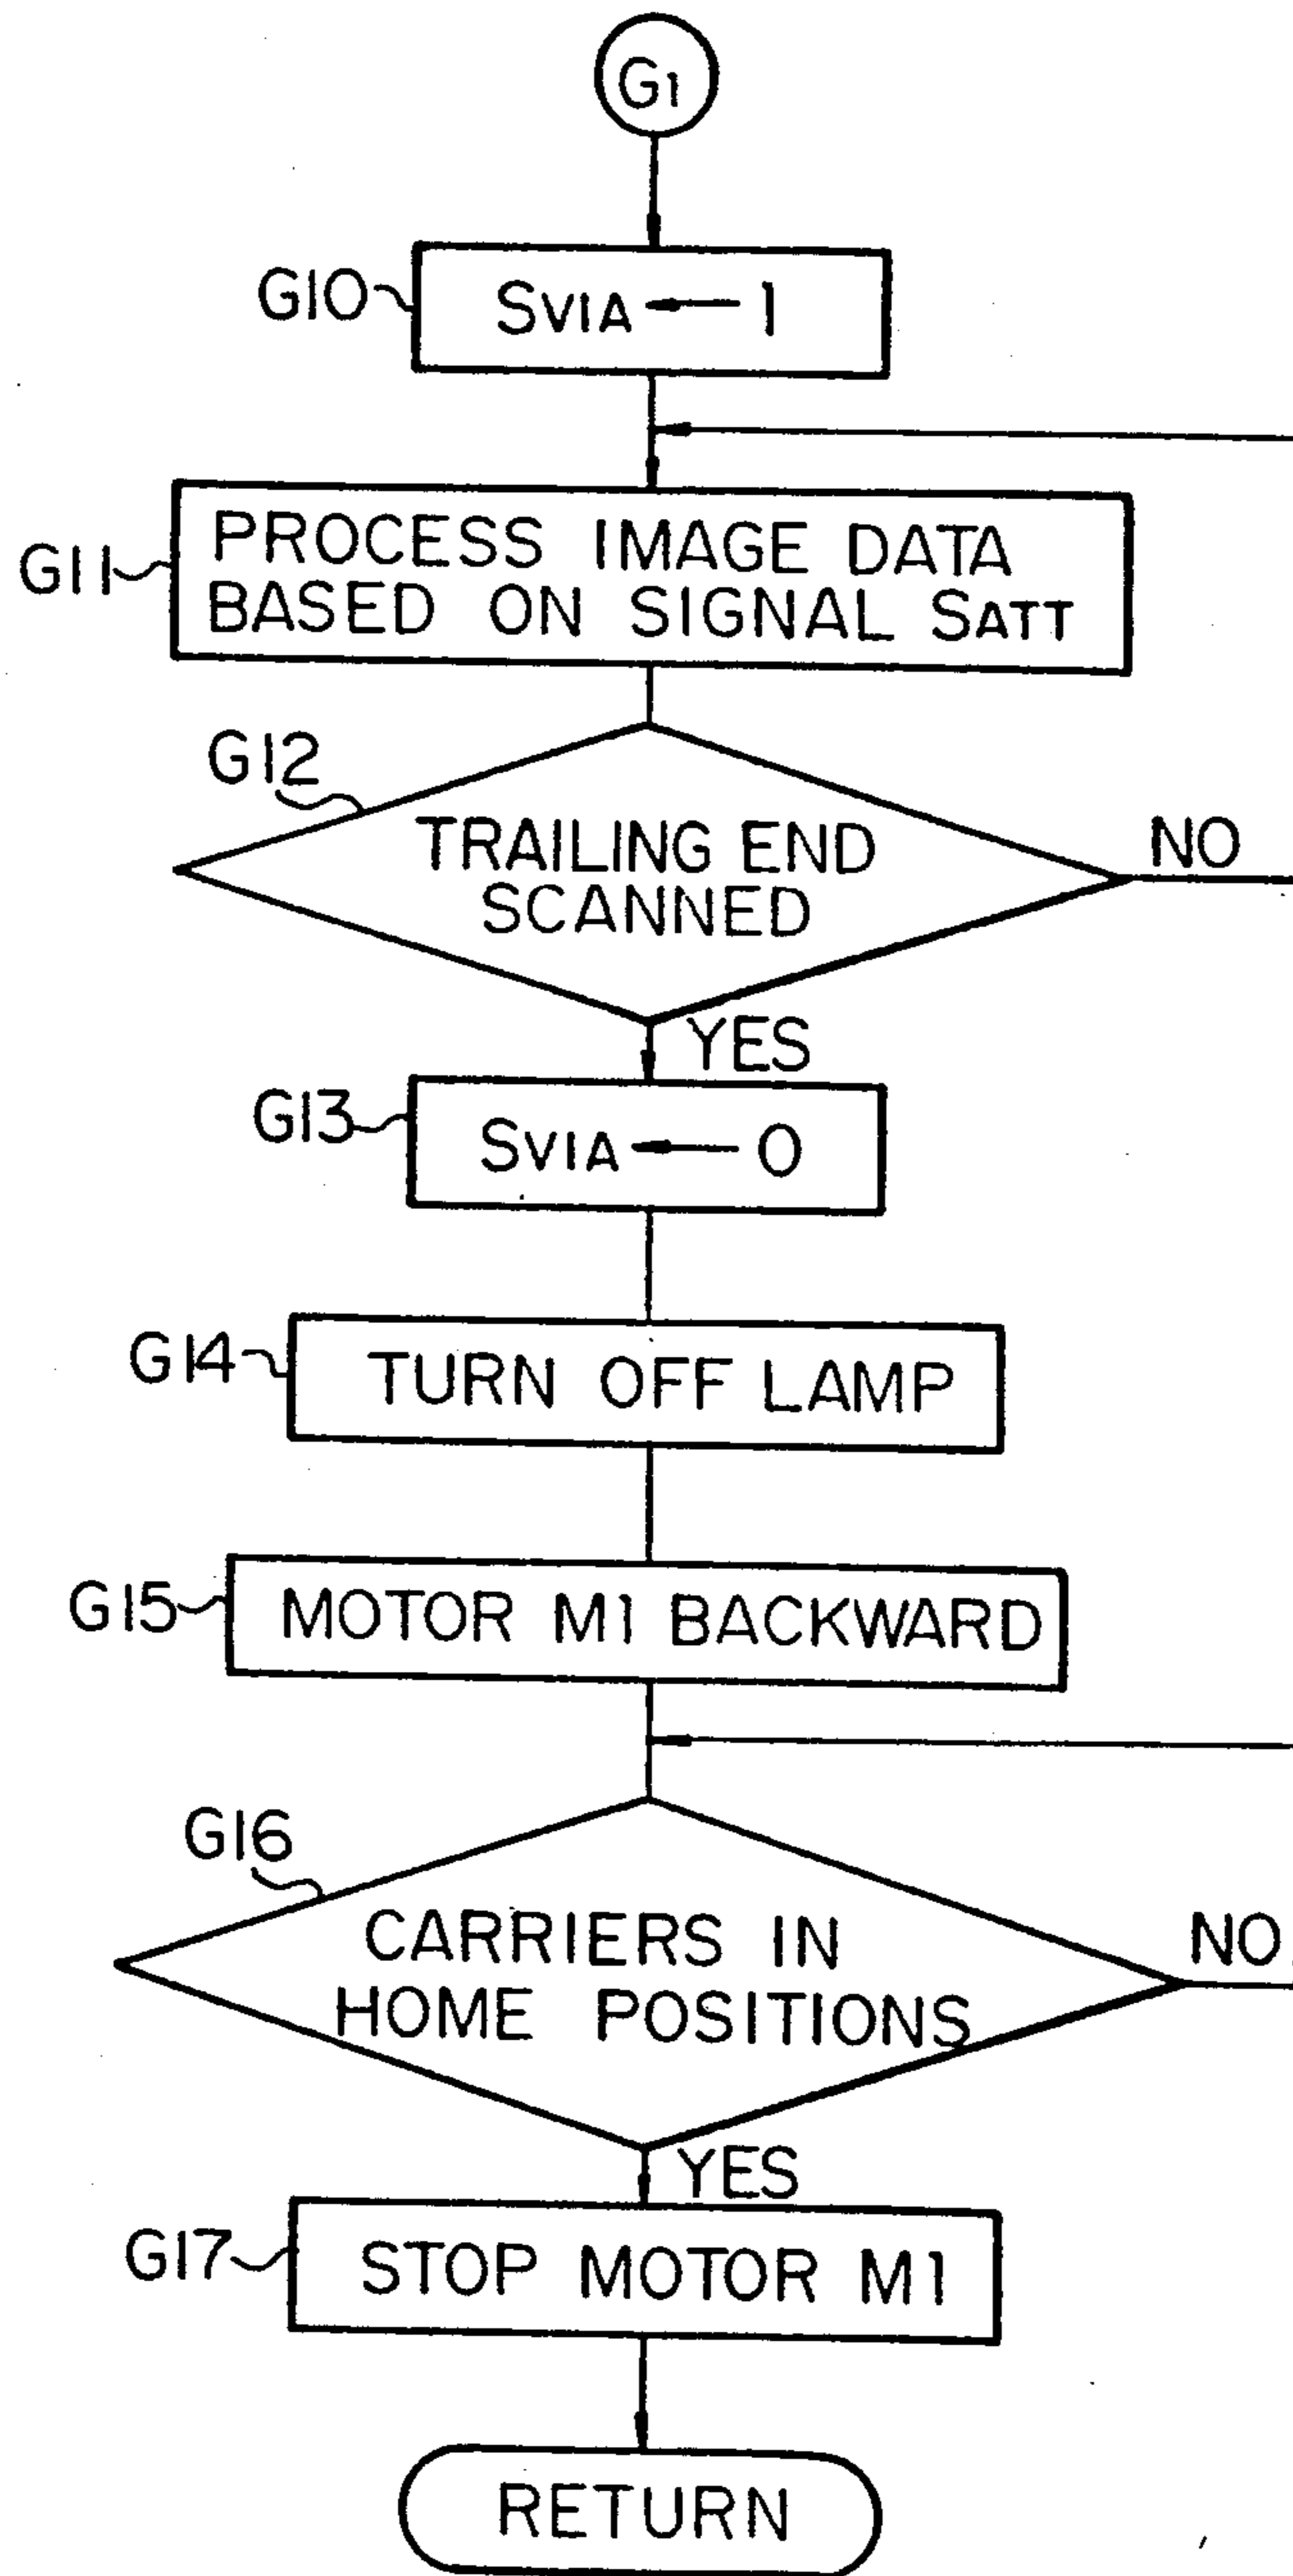 G1
G10
SVIA ← 1
G11
PROCESS IMAGE DATA
BASED ON SIGNAL SATT
G12
TRAILING END
SCANNED
NO
YES
G13
SVIA ← 0
G14
TURN OFF LAMP
G15
MOTOR M1 BACKWARD
G16
CARRIERS IN
HOME POSITIONS
NO
YES
G17
STOP MOTOR M1
RETURN